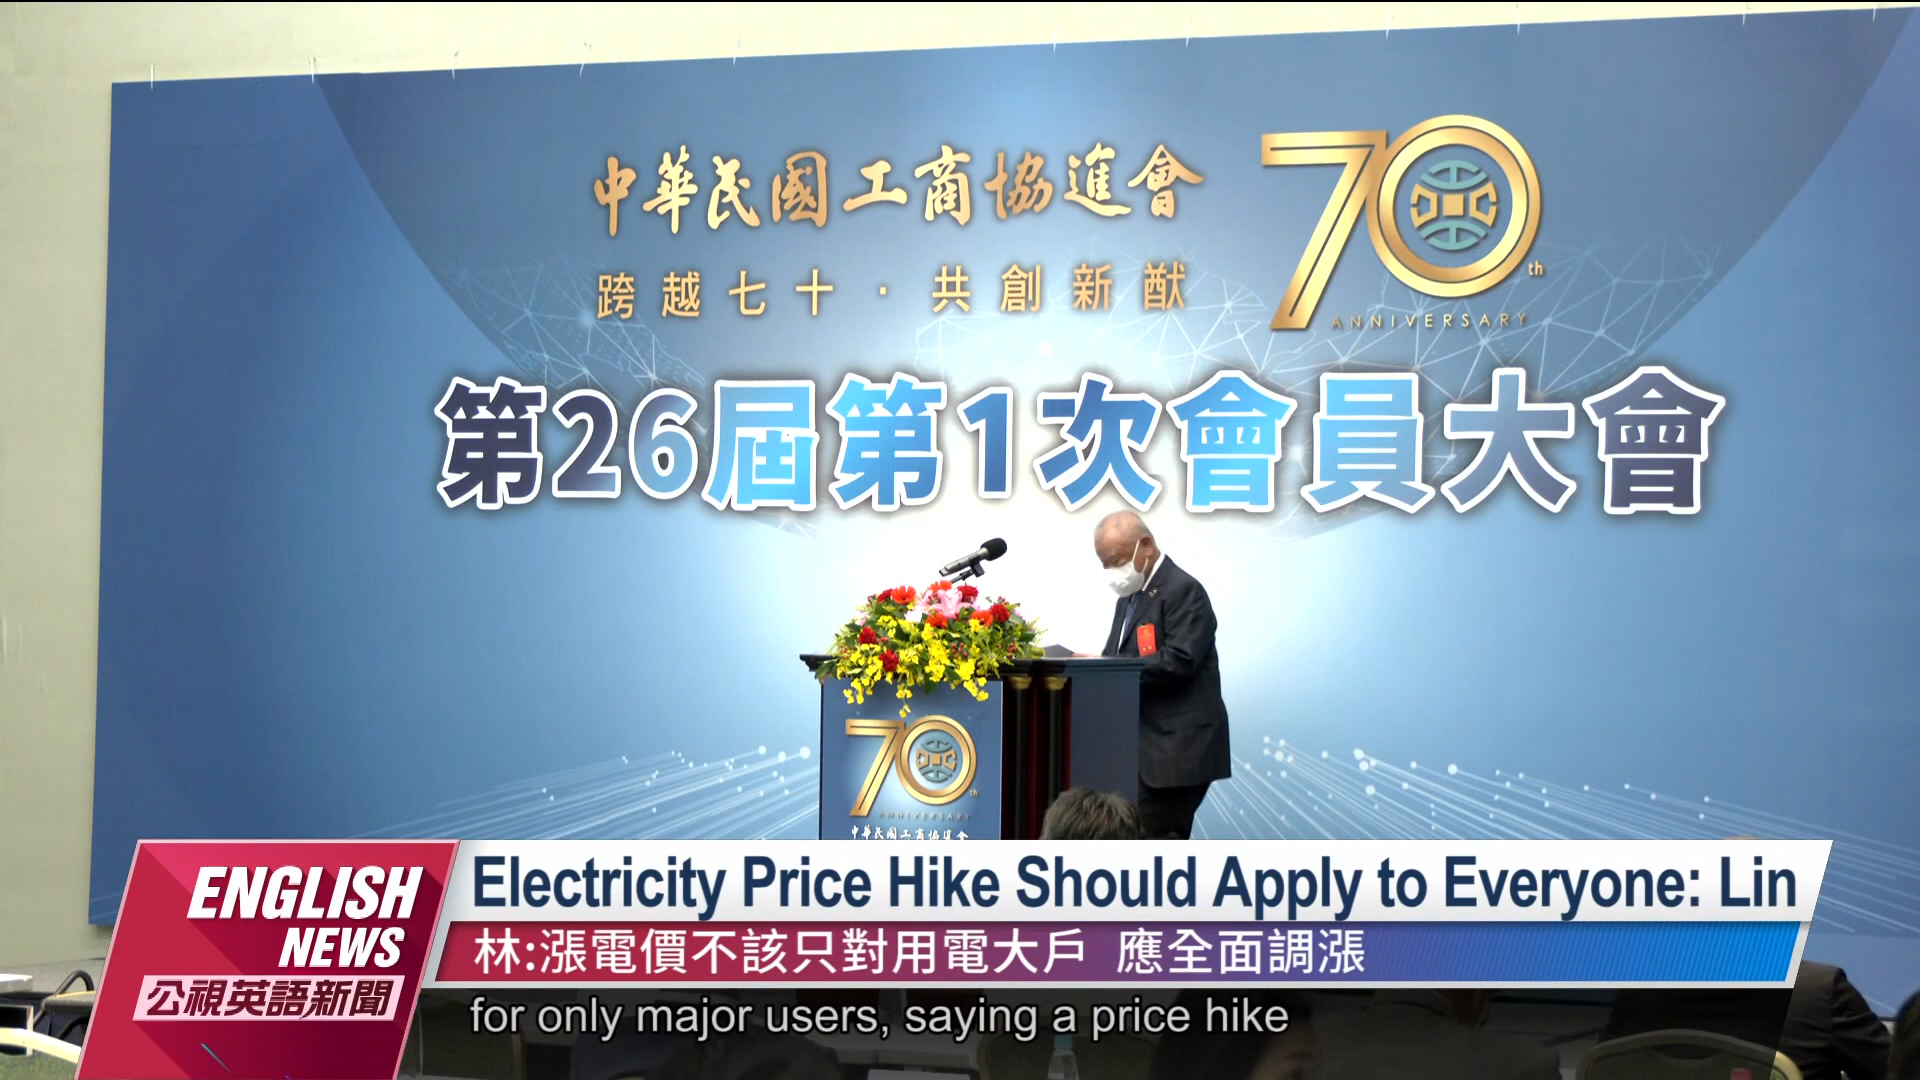 中華民國工商協進會
70th
ANNIVERSARY
跨越七十·共創新猷
第26屆第1次會員大會
70th
ANNIVERSARY
中華民國工商協進會
ENGLISH
NEWS
公視英語新聞
Electricity Price Hike Should Apply to Everyone: Lin
林:漲電價不該只對用電大戶 應全面調漲
for only major users, saying a price hike